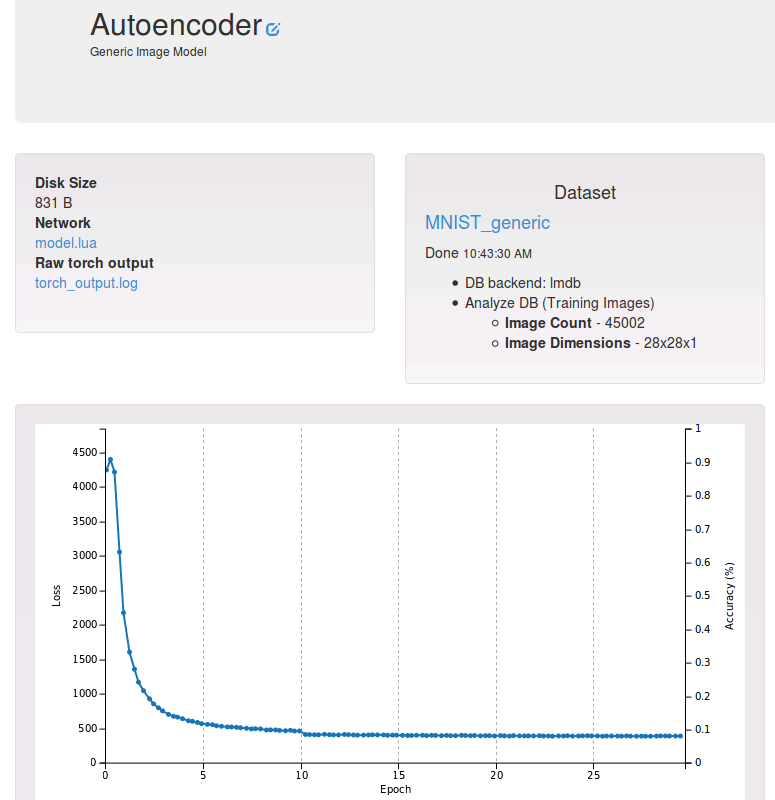 Autoencoder
Generic Image Model
Disk Size
831 B
Network
model.lua
Raw torch output
torch_output.log
Dataset
MNIST_generic
Done 10:43:30 AM
DB backend: lmdb
Analyze DB (Training Images)
Image Count - 45002
Image Dimensions - 28x28x1
4500
4000
3500
3000
2500
2000
1500
1000
500
0
Loss
1
0.9
0.8
0.7
0.6
0.5
0.4
0.3
0.2
0.1
0
Accuracy (%)
0 5 10 15 20 25
Epoch